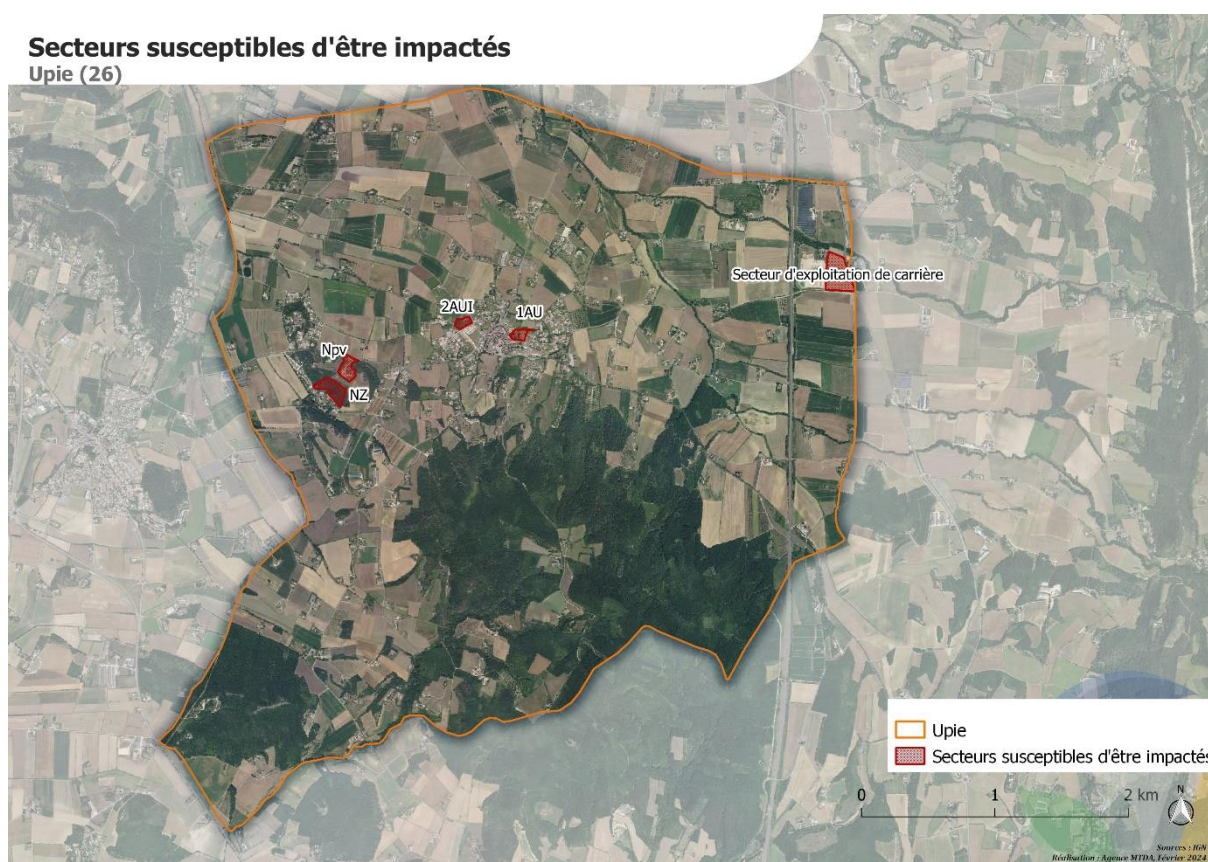 Secteurs susceptibles d'être impactés
Upie (26)
Secteur d'exploitation de carrière
2AUI
1AU
Npv
NZ
Upie
Secteurs susceptibles d'être impactés
0 1 2 km
N
Sources : IGN
Réalisation : Agence MTDA, Février 2024